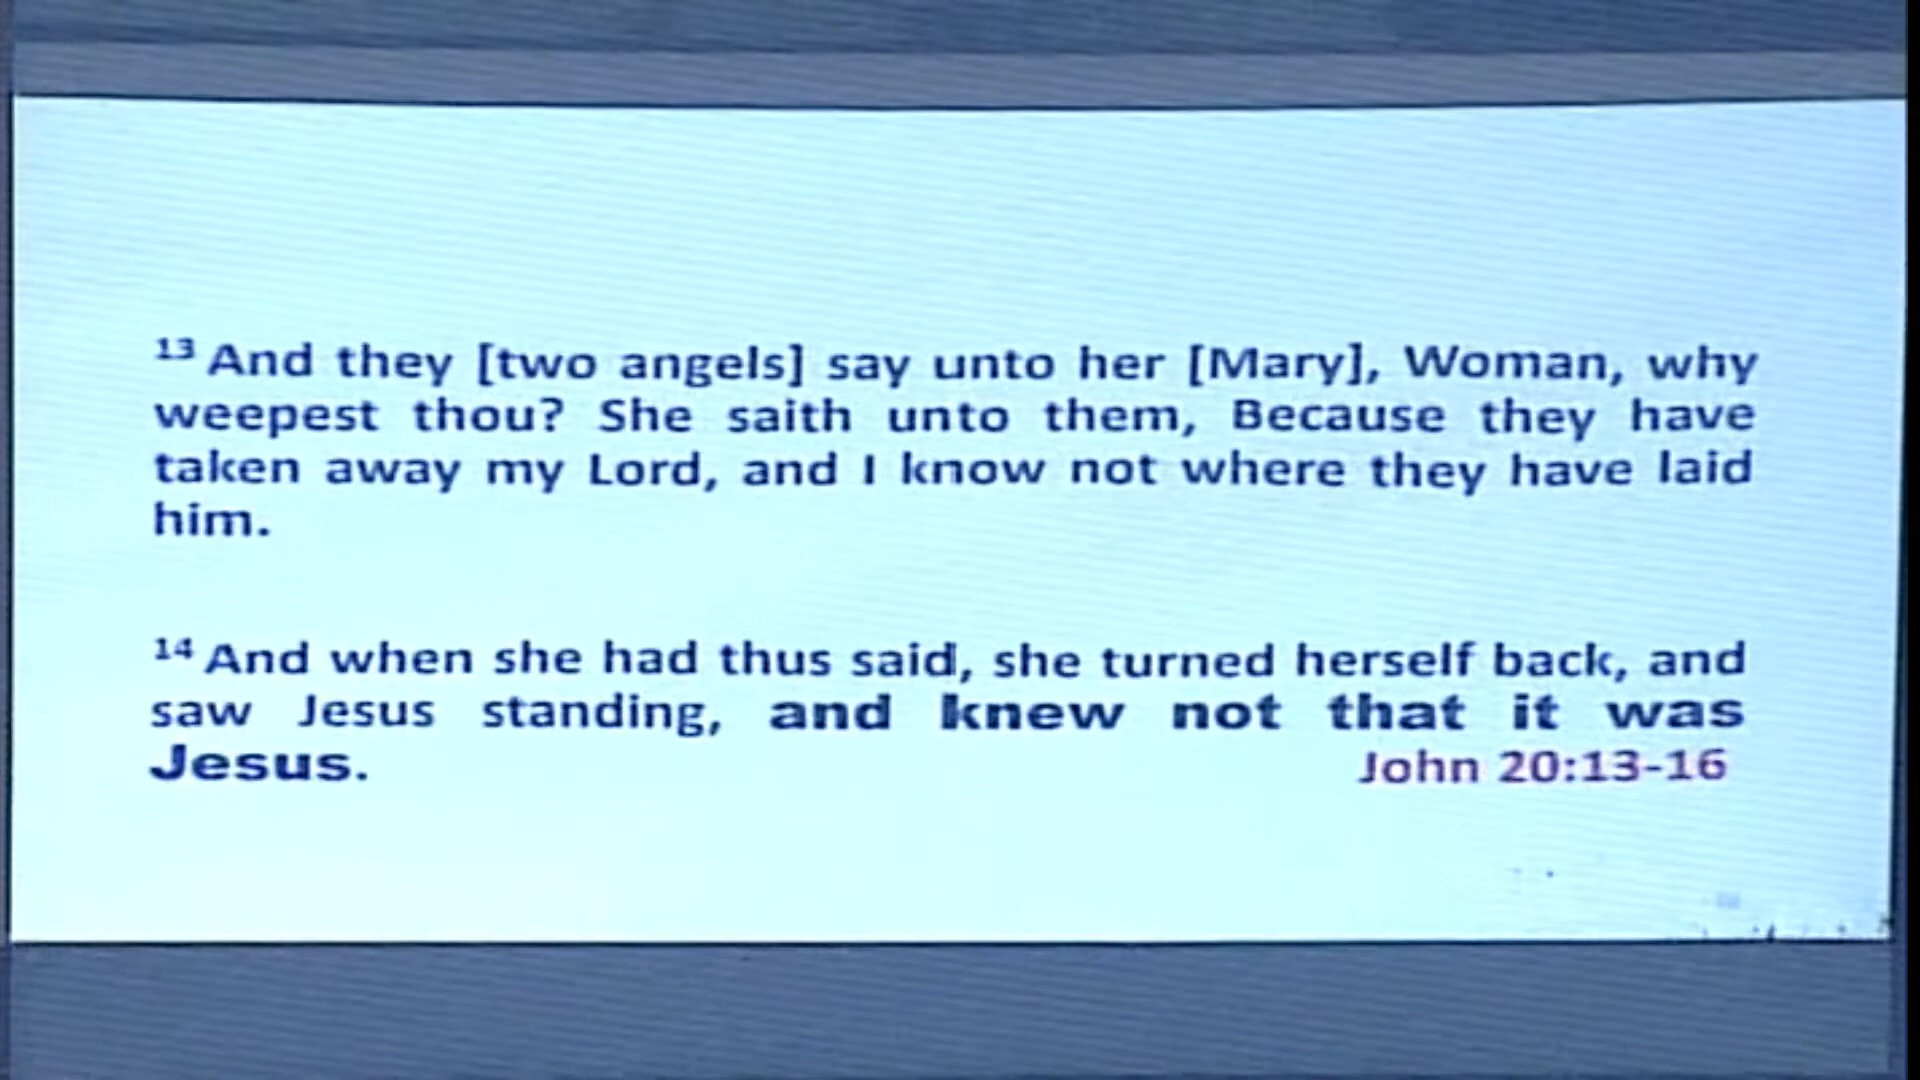 13 And they [two angels] say unto her [Mary], Woman, why
weepest thou? She saith unto them, Because they have
taken away my Lord, and I know not where they have laid
him.
14 And when she had thus said, she turned herself back, and
saw Jesus standing, and knew not that it was
Jesus. John 20:13-16